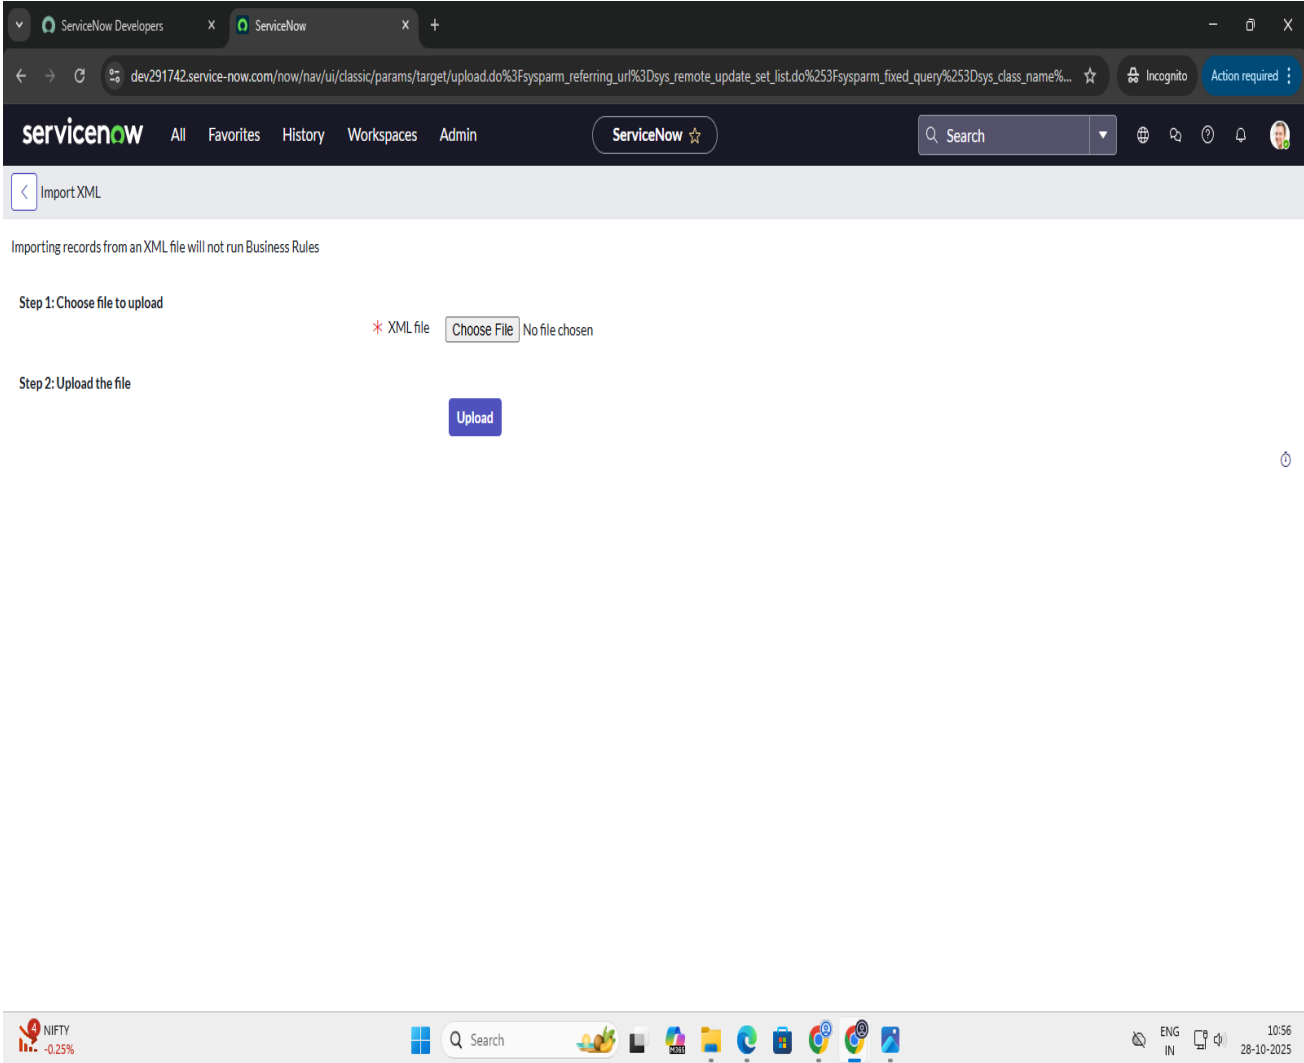 ServiceNow Developers
ServiceNow
dev291742.service-now.com/now/nav/ui/classic/params/target/upload.do%3Fsysparm_referring_url%3Dsys_remote_update_set_list.do%253Fsysparm_fixed_query%253Dsys_class_name%...
Incognito
Action required
servicenow
All Favorites History Workspaces Admin
ServiceNow
Search
Import XML
Importing records from an XML file will not run Business Rules
Step 1: Choose file to upload
XML file Choose File No file chosen
Step 2: Upload the file
Upload
4
NIFTY
-0.25%
Search
M365
ENG
IN
10:56
28-10-2025